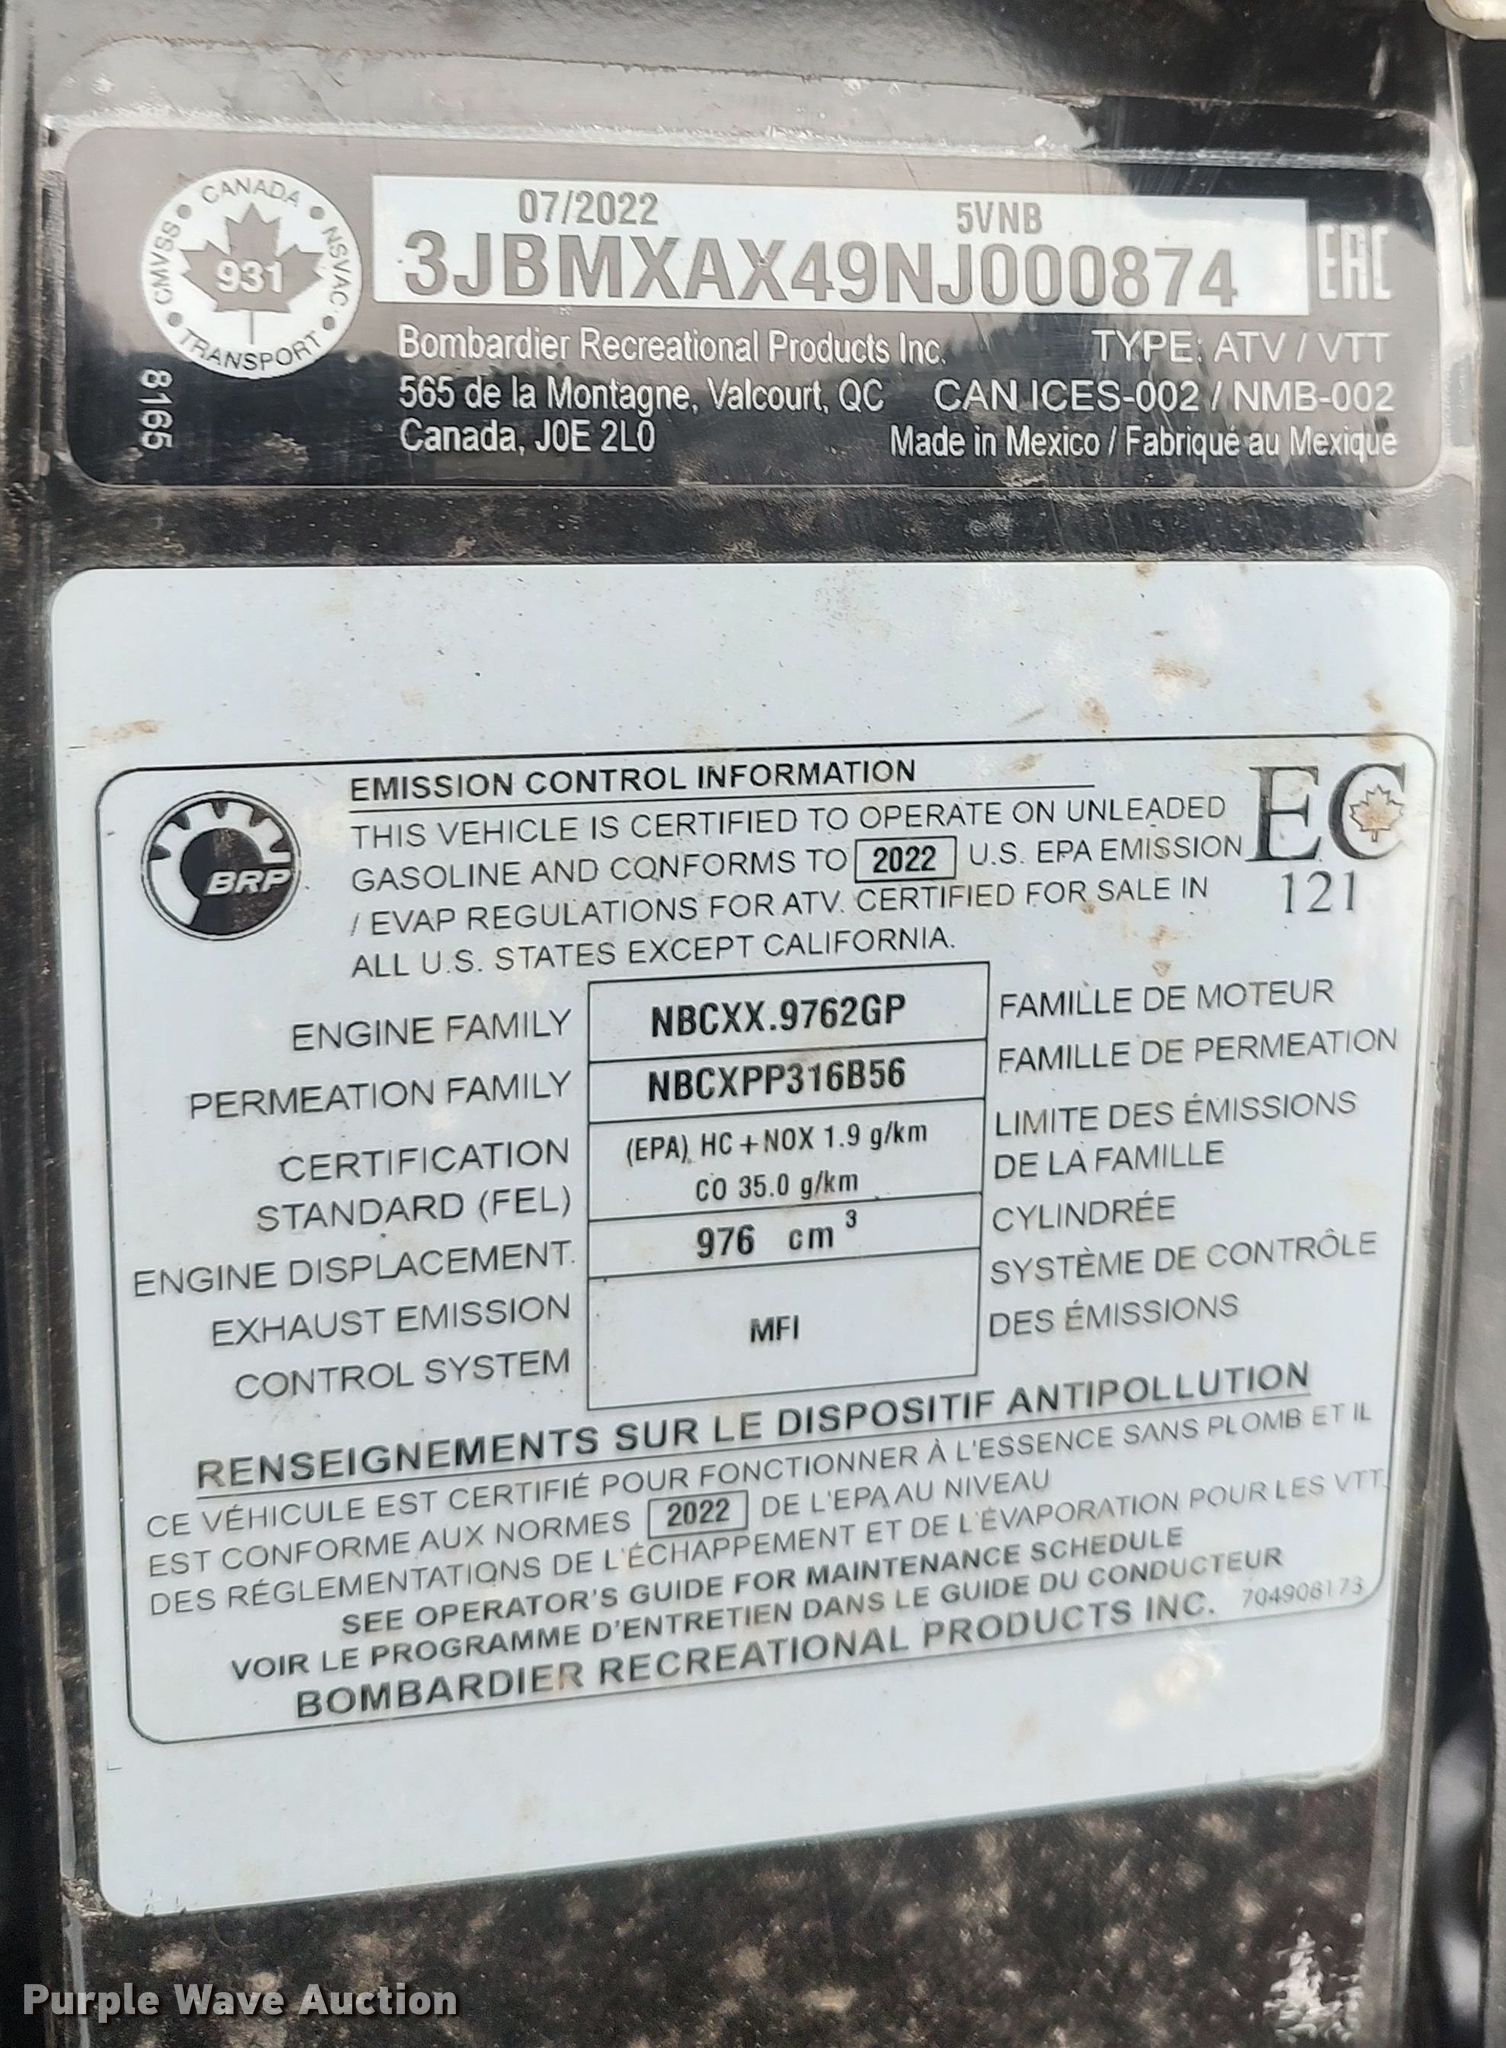 CANADA
CMVSS
NSVAC
TRANSPORT
931
8165
07/2022 5VNB
3JBMXAX49NJ000874
EAC
Bombardier Recreational Products Inc. TYPE: ATV / VTT
565 de la Montagne, Valcourt, QC CAN ICES-002 / NMB-002
Canada, J0E 2L0 Made in Mexico / Fabriqué au Mexique
BRP
EMISSION CONTROL INFORMATION
THIS VEHICLE IS CERTIFIED TO OPERATE ON UNLEADED
GASOLINE AND CONFORMS TO 2022 U.S. EPA EMISSION
/ EVAP REGULATIONS FOR ATV. CERTIFIED FOR SALE IN
ALL U.S. STATES EXCEPT CALIFORNIA.
EC
121
ENGINE FAMILY NBCXX.9762GP FAMILLE DE MOTEUR
PERMEATION FAMILY NBCXPP316B56 FAMILLE DE PERMEATION
CERTIFICATION (EPA) HC + NOX 1.9 g/km LIMITE DES ÉMISSIONS
STANDARD (FEL) CO 35.0 g/km DE LA FAMILLE
ENGINE DISPLACEMENT 976 cm³ CYLINDRÉE
EXHAUST EMISSION MFI SYSTÈME DE CONTRÔLE
CONTROL SYSTEM DES ÉMISSIONS
RENSEIGNEMENTS SUR LE DISPOSITIF ANTIPOLLUTION
CE VÉHICULE EST CERTIFIÉ POUR FONCTIONNER À L'ESSENCE SANS PLOMB ET IL
EST CONFORME AUX NORMES 2022 DE L'EPA AU NIVEAU
DES RÉGLEMENTATIONS DE L'ÉCHAPPEMENT ET DE L'ÉVAPORATION POUR LES VTT.
SEE OPERATOR'S GUIDE FOR MAINTENANCE SCHEDULE
VOIR LE PROGRAMME D'ENTRETIEN DANS LE GUIDE DU CONDUCTEUR
BOMBARDIER RECREATIONAL PRODUCTS INC. 704906173
Purple Wave Auction